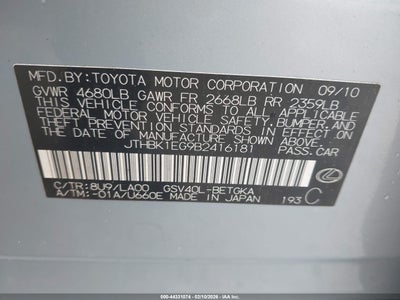 MFD.BY:TOYOTA MOTOR CORPORATION 09/10
GVWR 4680LB GAWR FR 2668LB RR 2359LB
THIS VEHICLE CONFORMS TO ALL APPLICABLE
FEDERAL MOTOR VEHICLE SAFETY, BUMPER, AND
THEFT PREVENTION STANDARDS IN EFFECT ON THE
DATE OF MANUFACTURE SHOWN ABOVE.
JTHBK1EG9B2416181 PASS.CAR
C/TR:8U9/LA00 GSV40L-BETGKA
A/TM:-01A/U660E MADE IN JAPAN 193 C
500-44331074 - 02/10/2026 - IAAI.COM